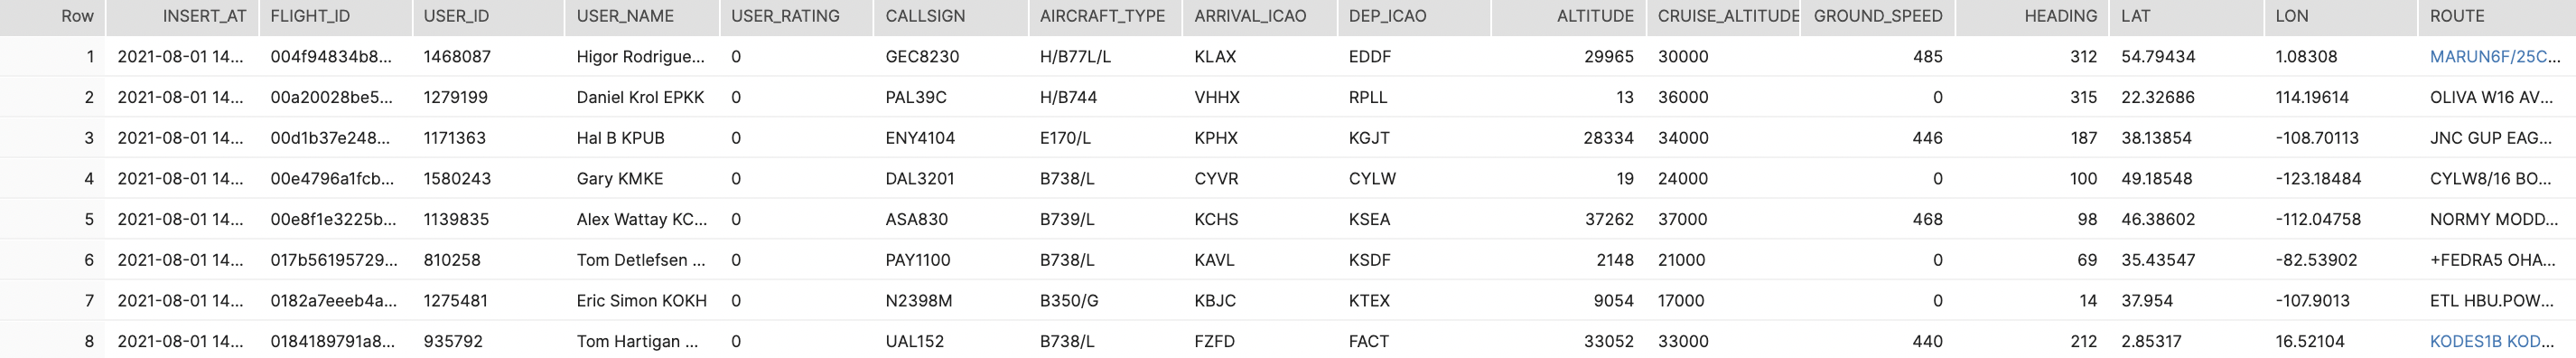 Row INSERT_AT FLIGHT_ID USER_ID USER_NAME USER_RATING CALLSIGN AIRCRAFT_TYPE ARRIVAL_ICAO DEP_ICAO ALTITUDE CRUISE_ALTITUDE GROUND_SPEED HEADING LAT LON ROUTE
1 2021-08-01 14... 004f94834b8... 1468087 Higor Rodrigue... 0 GEC8230 H/B77L/L KLAX EDDF 29965 30000 485 312 54.79434 1.08308 MARUN6F/25C...
2 2021-08-01 14... 00a20028be5... 1279199 Daniel Krol EPKK 0 PAL39C H/B744 VHHX RPLL 13 36000 0 315 22.32686 114.19614 OLIVA W16 AV...
3 2021-08-01 14... 00d1b37e248... 1171363 Hal B KPUB 0 ENY4104 E170/L KPHX KGJT 28334 34000 446 187 38.13854 -108.70113 JNC GUP EAG...
4 2021-08-01 14... 00e4796a1fcb... 1580243 Gary KMKE 0 DAL3201 B738/L CYVR CYLW 19 24000 0 100 49.18548 -123.18484 CYLW8/16 BO...
5 2021-08-01 14... 00e8f1e3225b... 1139835 Alex Wattay KC... 0 ASA830 B739/L KCHS KSEA 37262 37000 468 98 46.38602 -112.04758 NORMY MODD...
6 2021-08-01 14... 017b56195729... 810258 Tom Detlefsen ... 0 PAY1100 B738/L KAVL KSDF 2148 21000 0 69 35.43547 -82.53902 +FEDRA5 OHA...
7 2021-08-01 14... 0182a7eeeb4a... 1275481 Eric Simon KOKH 0 N2398M B350/G KBJC KTEX 9054 17000 0 14 37.954 -107.9013 ETL HBU.POW...
8 2021-08-01 14... 0184189791a8... 935792 Tom Hartigan ... 0 UAL152 B738/L FZFD FACT 33052 33000 440 212 2.85317 16.52104 KODES1B KOD...